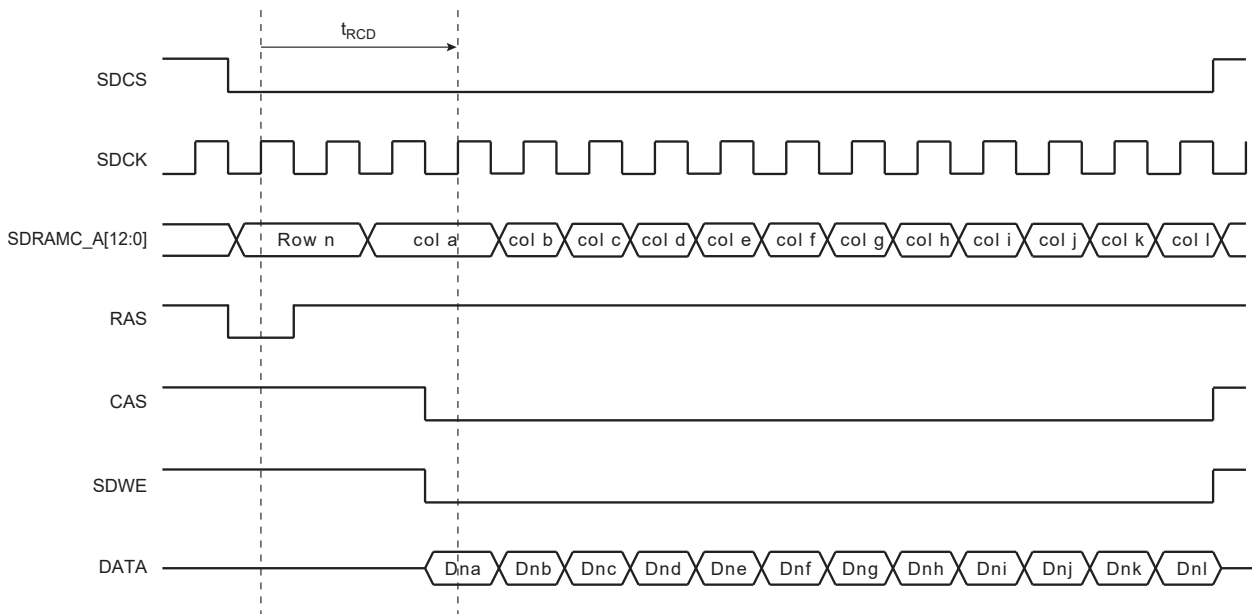 tRCD
SDCS
SDCK
SDRAMC_A[12:0] Row n col a col b col c col d col e col f col g col h col i col j col k col l
RAS
CAS
SDWE
DATA Dna Dnb Dnc Dnd Dne Dnf Dng Dnh Dni Dnj Dnk Dnl